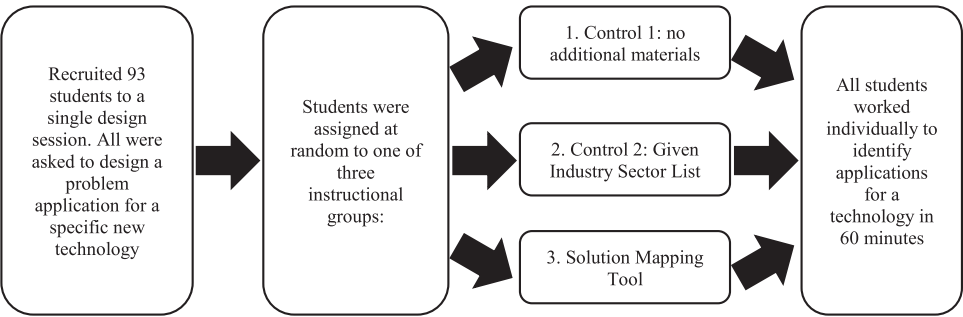 Recruited 93
students to a
single design
session. All were
asked to design a
problem
application for a
specific new
technology
Students were
assigned at
random to one of
three
instructional
groups:
1. Control 1: no
additional materials
2. Control 2: Given
Industry Sector List
3. Solution Mapping
Tool
All students
worked
individually to
identify
applications
for a
technology in
60 minutes